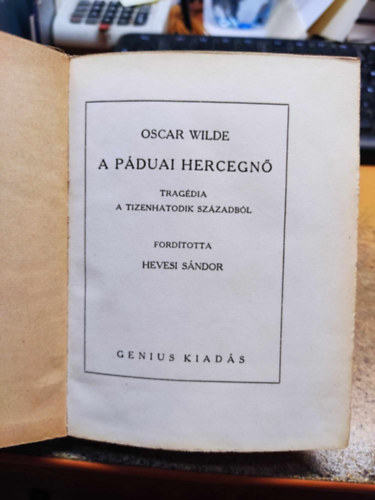 OSCAR WILDE
A PÁDUAI HERCEGNŐ
TRAGÉDIA
A TIZENHATODIK SZÁZADBÓL
FORDÍTOTTA
HEVESI SÁNDOR
GENIUS KIADÁS